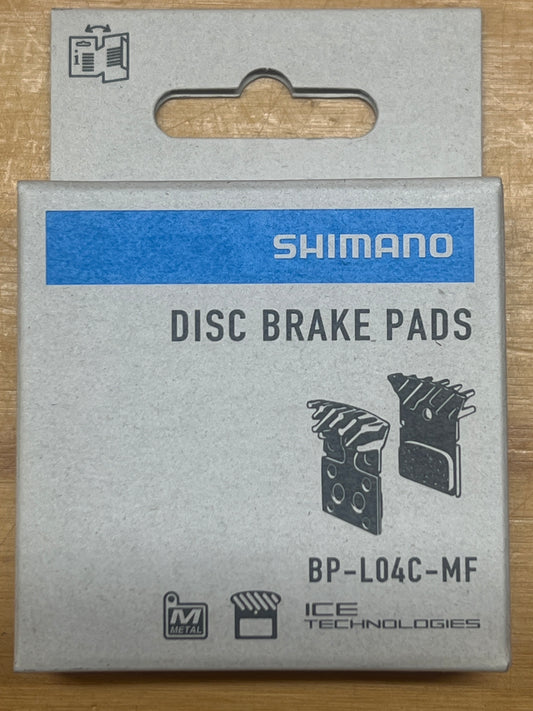 i
SHIMANO
DISC BRAKE PADS
BP-L04C-MF
M
METAL
ICE
TECHNOLOGIES